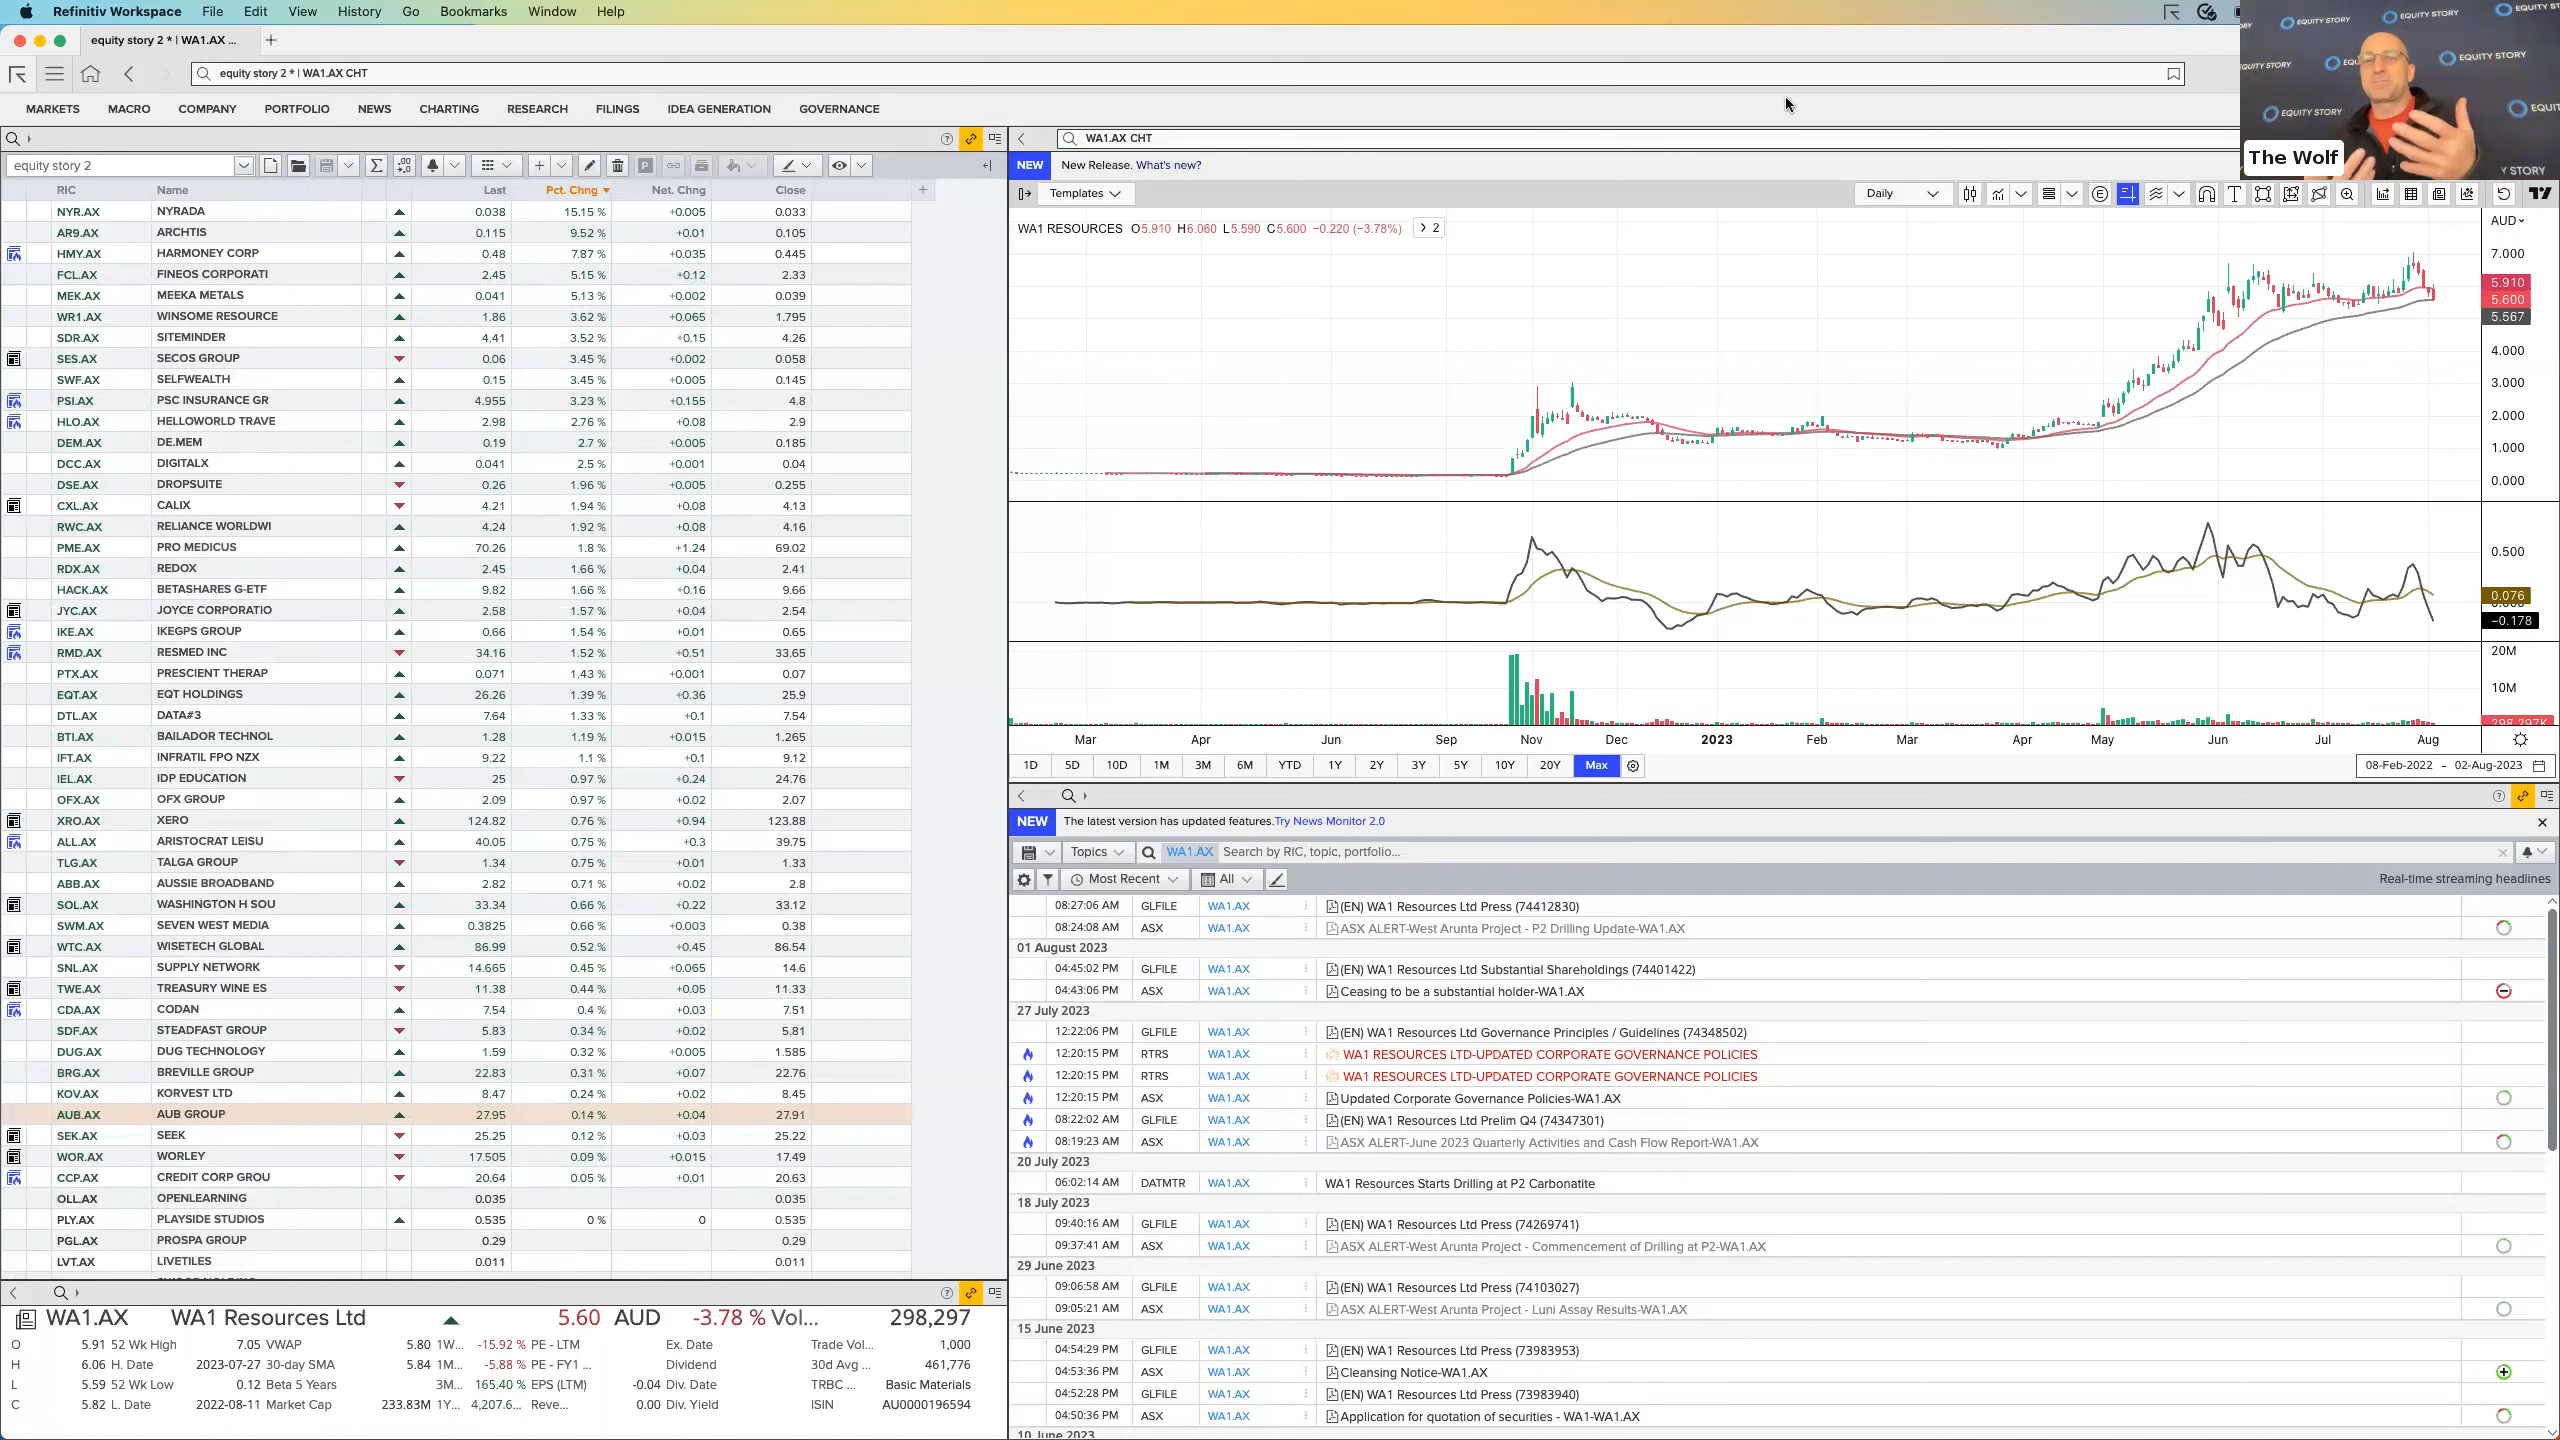 Refinitiv Workspace File Edit View History Go Bookmarks Window Help
equity story 2 * | WA1.AX ...
equity story 2 * | WA1.AX CHT
MARKETS MACRO COMPANY PORTFOLIO NEWS CHARTING RESEARCH FILINGS IDEA GENERATION GOVERNANCE
EQUITY STORY
The Wolf
equity story 2
RIC Name Last Pct. Chng Net. Chng Close
NYR.AX NYRADA 0.038 15.15 % +0.005 0.033
AR9.AX ARCHTIS 0.115 9.52 % +0.01 0.105
HMY.AX HARMONEY CORP 0.48 7.87 % +0.035 0.445
FCL.AX FINEOS CORPORATI 2.45 5.15 % +0.12 2.33
MEK.AX MEEKA METALS 0.041 5.13 % +0.002 0.039
WR1.AX WINSOME RESOURCE 1.86 3.62 % +0.065 1.795
SDR.AX SITEMINDER 4.41 3.52 % +0.15 4.26
SES.AX SECOS GROUP 0.06 3.45 % +0.002 0.058
SWF.AX SELFWEALTH 0.15 3.45 % +0.005 0.145
PSI.AX PSC INSURANCE GR 4.955 3.23 % +0.155 4.8
HLO.AX HELLOWORLD TRAVE 2.98 2.76 % +0.08 2.9
DEM.AX DE.MEM 0.19 2.7 % +0.005 0.185
DCC.AX DIGITALX 0.041 2.5 % +0.001 0.04
DSE.AX DROPSUITE 0.26 1.96 % +0.005 0.255
CXL.AX CALIX 4.21 1.94 % +0.08 4.13
RWC.AX RELIANCE WORLDWI 4.24 1.92 % +0.08 4.16
PME.AX PRO MEDICUS 70.26 1.8 % +1.24 69.02
RDX.AX REDOX 2.45 1.66 % +0.04 2.41
HACK.AX BETASHARES G-ETF 9.82 1.66 % +0.16 9.66
JYC.AX JOYCE CORPORATIO 2.58 1.57 % +0.04 2.54
IKE.AX IKEGPS GROUP 0.66 1.54 % +0.01 0.65
RMD.AX RESMED INC 34.16 1.52 % +0.51 33.65
PTX.AX PRESCIENT THERAP 0.071 1.43 % +0.001 0.07
EQT.AX EQT HOLDINGS 26.26 1.39 % +0.36 25.9
DTL.AX DATA#3 7.64 1.33 % +0.1 7.54
BTI.AX BAILADOR TECHNOL 1.28 1.19 % +0.015 1.265
IFT.AX INFRATIL FPO NZX 9.22 1.1 % +0.1 9.12
IEL.AX IDP EDUCATION 25 0.97 % +0.24 24.76
OFX.AX OFX GROUP 2.09 0.97 % +0.02 2.07
XRO.AX XERO 124.82 0.76 % +0.94 123.88
ALL.AX ARISTOCRAT LEISU 40.05 0.75 % +0.3 39.75
TLG.AX TALGA GROUP 1.34 0.75 % +0.01 1.33
ABB.AX AUSSIE BROADBAND 2.82 0.71 % +0.02 2.8
SOL.AX WASHINGTON H SOU 33.34 0.66 % +0.22 33.12
SWM.AX SEVEN WEST MEDIA 0.3825 0.66 % +0.003 0.38
WTC.AX WISETECH GLOBAL 86.99 0.52 % +0.45 86.54
SNL.AX SUPPLY NETWORK 14.665 0.45 % +0.065 14.6
TWE.AX TREASURY WINE ES 11.38 0.44 % +0.05 11.33
CDA.AX CODAN 7.54 0.4 % +0.03 7.51
SDF.AX STEADFAST GROUP 5.83 0.34 % +0.02 5.81
DUG.AX DUG TECHNOLOGY 1.59 0.32 % +0.005 1.585
BRG.AX BREVILLE GROUP 22.83 0.31 % +0.07 22.76
KOV.AX KORVEST LTD 8.47 0.24 % +0.02 8.45
AUB.AX AUB GROUP 27.95 0.14 % +0.04 27.91
SEK.AX SEEK 25.25 0.12 % +0.03 25.22
WOR.AX WORLEY 17.505 0.09 % +0.015 17.49
CCP.AX CREDIT CORP GROU 20.64 0.05 % +0.01 20.63
OLL.AX OPENLEARNING 0.035 0.035
PLY.AX PLAYSIDE STUDIOS 0.535 0 % 0 0.535
PGL.AX PROSPA GROUP 0.29 0.29
LVT.AX LIVETILES 0.011 0.011
WA1.AX WA1 Resources Ltd 5.60 AUD -3.78 % Vol... 298,297
O 5.91 52 Wk High 7.05 VWAP 5.80 1W... -15.92 % PE - LTM Ex. Date Trade Vol... 1,000
H 6.06 H. Date 2023-07-27 30-day SMA 5.84 1M... -5.88 % PE - FY1 ... Dividend 30d Avg ... 461,776
L 5.59 52 Wk Low 0.12 Beta 5 Years 3M... 165.40 % EPS (LTM) -0.04 Div. Date TRBC ... Basic Materials
C 5.82 L. Date 2022-08-11 Market Cap 233.83M 1Y... 4,207.6... Reve... 0.00 Div. Yield ISIN AU0000196594
WA1.AX CHT
NEW New Release. What's new?
Templates Daily
WA1 RESOURCES O5.910 H6.060 L5.590 C5.600 −0.220 (−3.78%) 2
AUD
7.000
5.910
5.600
5.567
4.000
3.000
2.000
1.000
0.000
0.500
0.076
−0.178
20M
10M
298.297K
Mar Apr Jun Sep Nov Dec 2023 Feb Mar Apr May Jun Jul Aug
1D 5D 10D 1M 3M 6M YTD 1Y 2Y 3Y 5Y 10Y 20Y Max 08-Feb-2022 - 02-Aug-2023
NEW The latest version has updated features.Try News Monitor 2.0
Topics WA1.AX Search by RIC, topic, portfolio...
Most Recent All Real-time streaming headlines
08:27:06 AM GLFILE WA1.AX (EN) WA1 Resources Ltd Press (74412830)
08:24:08 AM ASX WA1.AX ASX ALERT-West Arunta Project - P2 Drilling Update-WA1.AX
01 August 2023
04:45:02 PM GLFILE WA1.AX (EN) WA1 Resources Ltd Substantial Shareholdings (74401422)
04:43:06 PM ASX WA1.AX Ceasing to be a substantial holder-WA1.AX
27 July 2023
12:22:06 PM GLFILE WA1.AX (EN) WA1 Resources Ltd Governance Principles / Guidelines (74348502)
12:20:15 PM RTRS WA1.AX WA1 RESOURCES LTD-UPDATED CORPORATE GOVERNANCE POLICIES
12:20:15 PM RTRS WA1.AX WA1 RESOURCES LTD-UPDATED CORPORATE GOVERNANCE POLICIES
12:20:15 PM ASX WA1.AX Updated Corporate Governance Policies-WA1.AX
08:22:02 AM GLFILE WA1.AX (EN) WA1 Resources Ltd Prelim Q4 (74347301)
08:19:23 AM ASX WA1.AX ASX ALERT-June 2023 Quarterly Activities and Cash Flow Report-WA1.AX
20 July 2023
06:02:14 AM DATMTR WA1.AX WA1 Resources Starts Drilling at P2 Carbonatite
18 July 2023
09:40:16 AM GLFILE WA1.AX (EN) WA1 Resources Ltd Press (74269741)
09:37:41 AM ASX WA1.AX ASX ALERT-West Arunta Project - Commencement of Drilling at P2-WA1.AX
29 June 2023
09:06:58 AM GLFILE WA1.AX (EN) WA1 Resources Ltd Press (74103027)
09:05:21 AM ASX WA1.AX ASX ALERT-West Arunta Project - Luni Assay Results-WA1.AX
15 June 2023
04:54:29 PM GLFILE WA1.AX (EN) WA1 Resources Ltd Press (73983953)
04:53:36 PM ASX WA1.AX Cleansing Notice-WA1.AX
04:52:28 PM GLFILE WA1.AX (EN) WA1 Resources Ltd Press (73983940)
04:50:36 PM ASX WA1.AX Application for quotation of securities - WA1-WA1.AX
10 June 2023